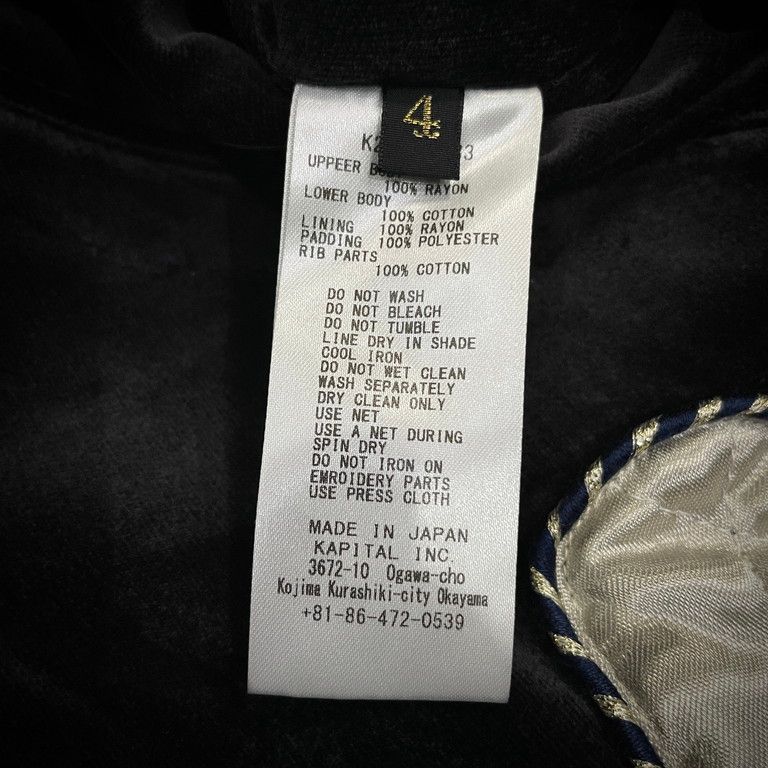 4
UPPEER
100% RAYON
LOWER BODY
100% COTTON
LINING 100% RAYON
PADDING 100% POLYESTER
RIB PARTS
100% COTTON
DO NOT WASH
DO NOT BLEACH
DO NOT TUMBLE
LINE DRY IN SHADE
COOL IRON
DO NOT WET CLEAN
WASH SEPARATELY
DRY CLEAN ONLY
USE NET
USE A NET DURING
SPIN DRY
DO NOT IRON ON
EMROIDERY PARTS
USE PRESS CLOTH
MADE IN JAPAN
KAPITAL INC.
3672-10 Ogawa-cho
Kojima Kurashiki-city Okayama
+81-86-472-0539